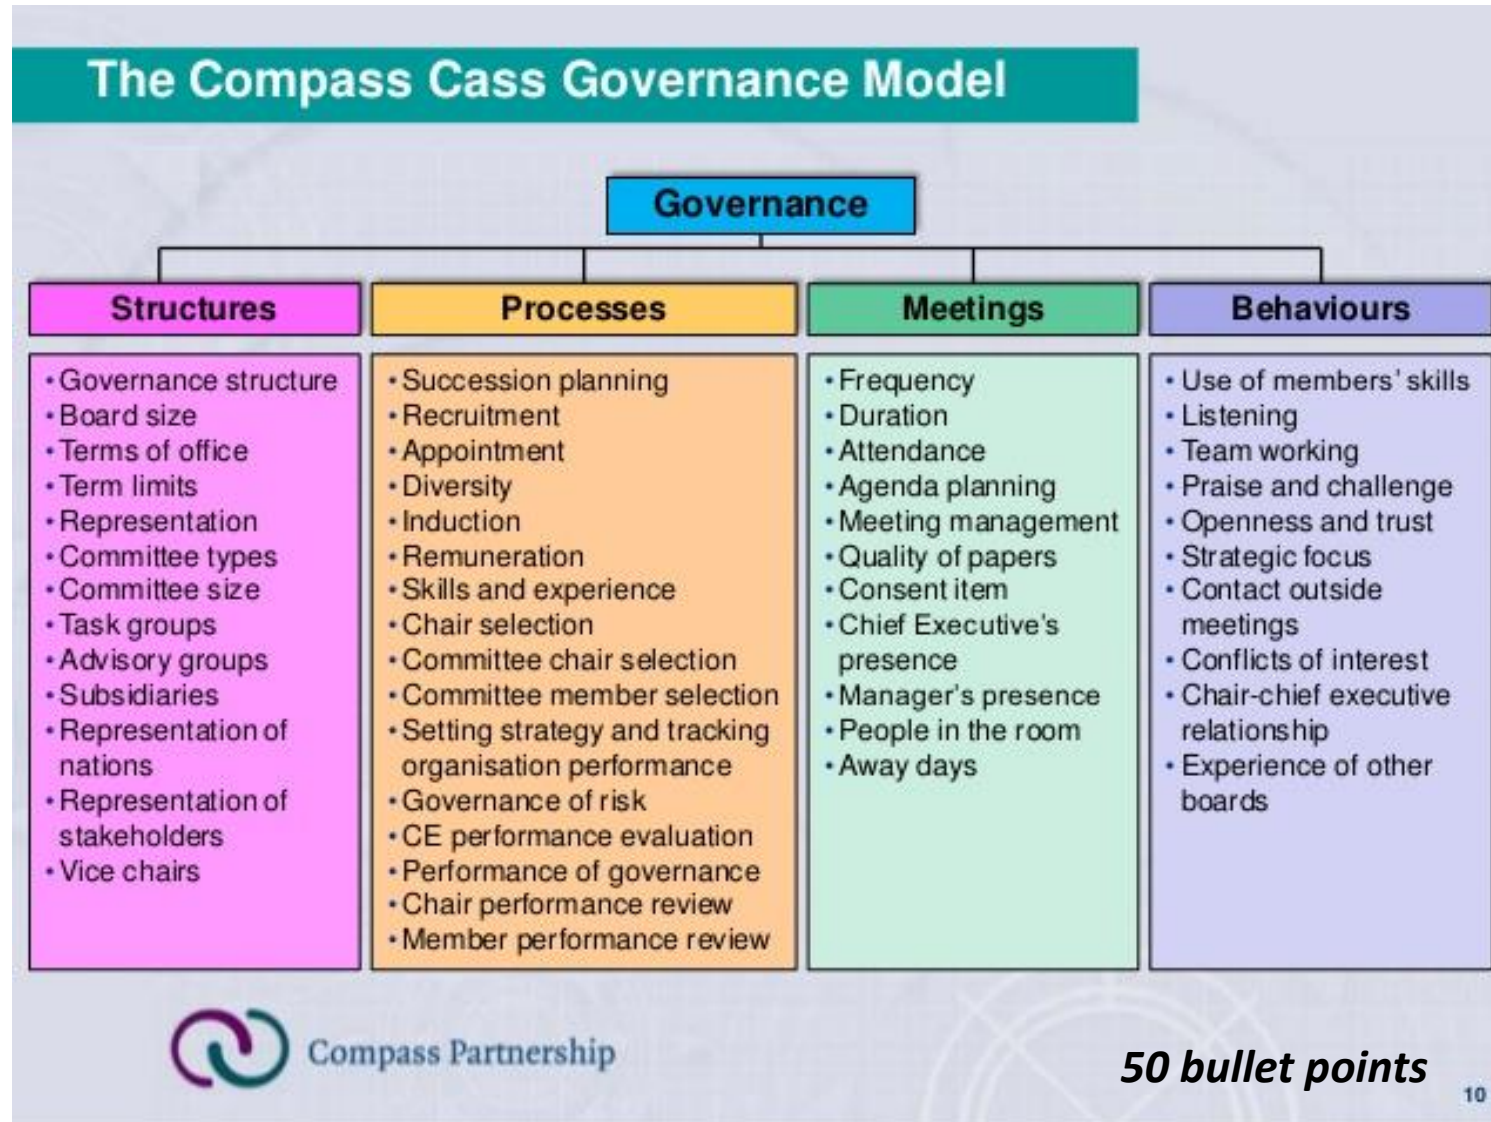 The Compass Cass Governance Model
Governance
Structures
• Governance structure
• Board size
• Terms of office
• Term limits
• Representation
• Committee types
• Committee size
• Task groups
• Advisory groups
• Subsidiaries
• Representation of
nations
• Representation of
stakeholders
• Vice chairs
Processes
• Succession planning
• Recruitment
• Appointment
• Diversity
• Induction
• Remuneration
• Skills and experience
• Chair selection
• Committee chair selection
• Committee member selection
• Setting strategy and tracking
organisation performance
• Governance of risk
• CE performance evaluation
• Performance of governance
• Chair performance review
• Member performance review
Meetings
• Frequency
• Duration
• Attendance
• Agenda planning
• Meeting management
• Quality of papers
• Consent item
• Chief Executive's
presence
• Manager's presence
• People in the room
• Away days
Behaviours
• Use of members' skills
• Listening
• Team working
• Praise and challenge
• Openness and trust
• Strategic focus
• Contact outside
meetings
• Conflicts of interest
• Chair-chief executive
relationship
• Experience of other
boards
Compass Partnership
50 bullet points
10